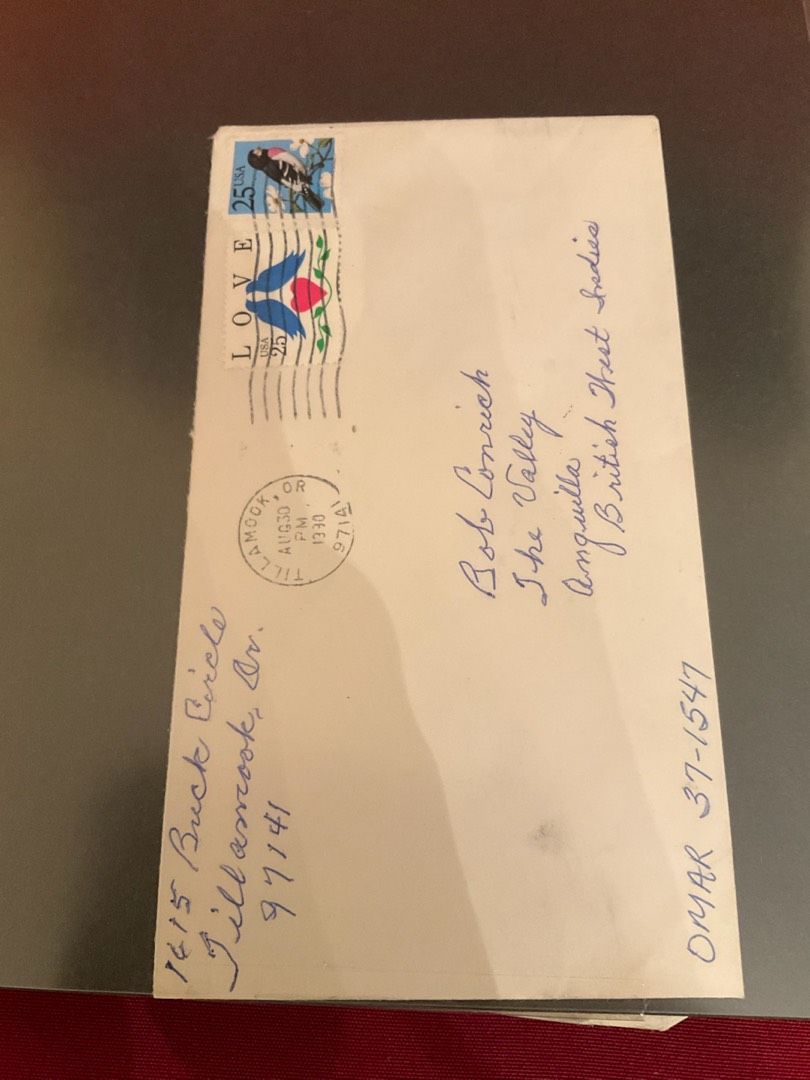 1615 Buck Circle
Tillamook, Or.
97141
TILLAMOOK, OR
AUG 30
PM
1990
97141
LOVE
USA
25
25 USA
Bob Conrich
The Valley
Anguilla
British West Indies
OMAR 37-1547